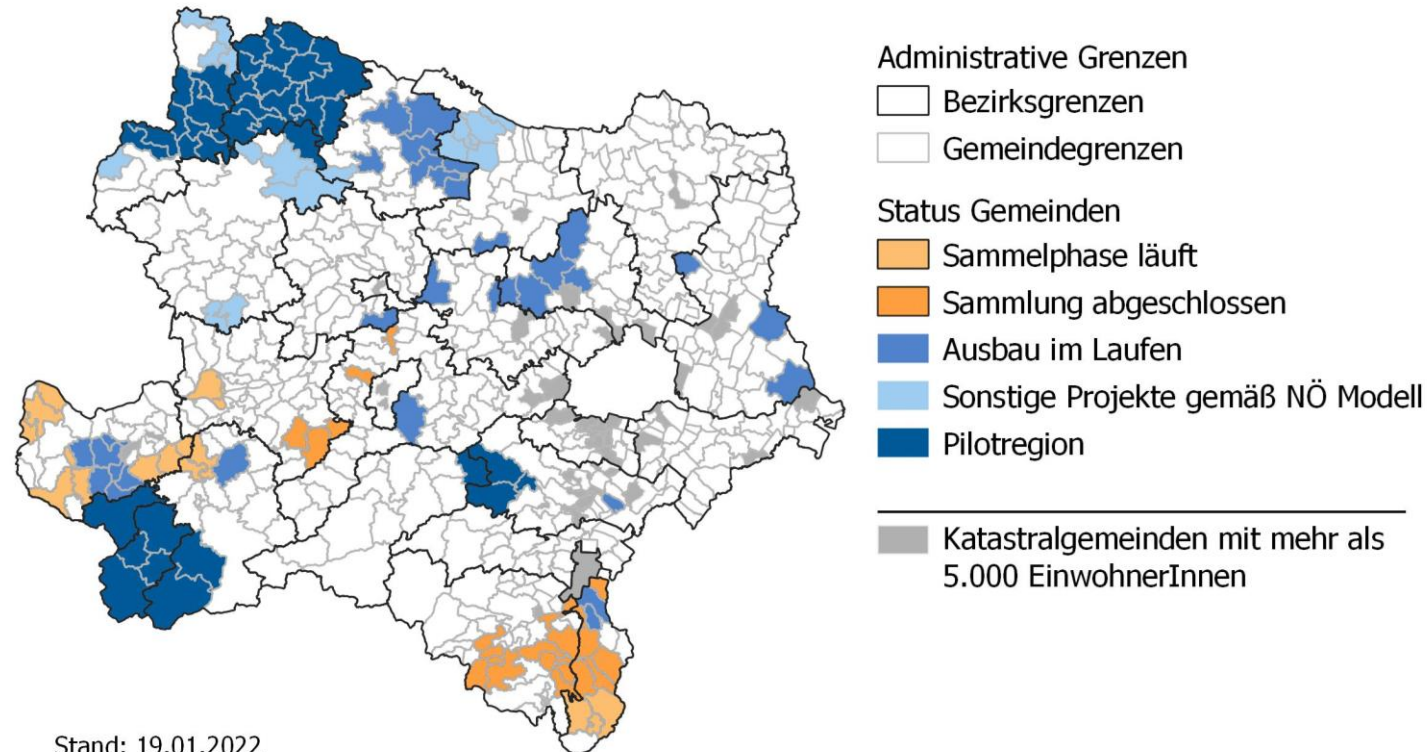 Administrative Grenzen
Bezirksgrenzen
Gemeindegrenzen
Status Gemeinden
Sammelphase läuft
Sammlung abgeschlossen
Ausbau im Laufen
Sonstige Projekte gemäß NÖ Modell
Pilotregion
Katastralgemeinden mit mehr als
5.000 EinwohnerInnen
Stand: 19.01.2022